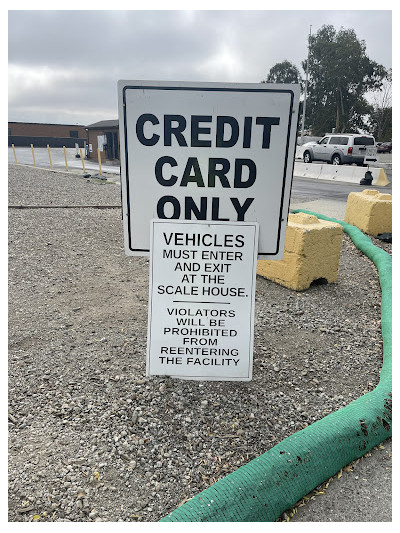 CREDIT
CARD
ONLY
VEHICLES
MUST ENTER
AND EXIT
AT THE
SCALE HOUSE.
VIOLATORS
WILL BE
PROHIBITED
FROM
REENTERING
THE FACILITY